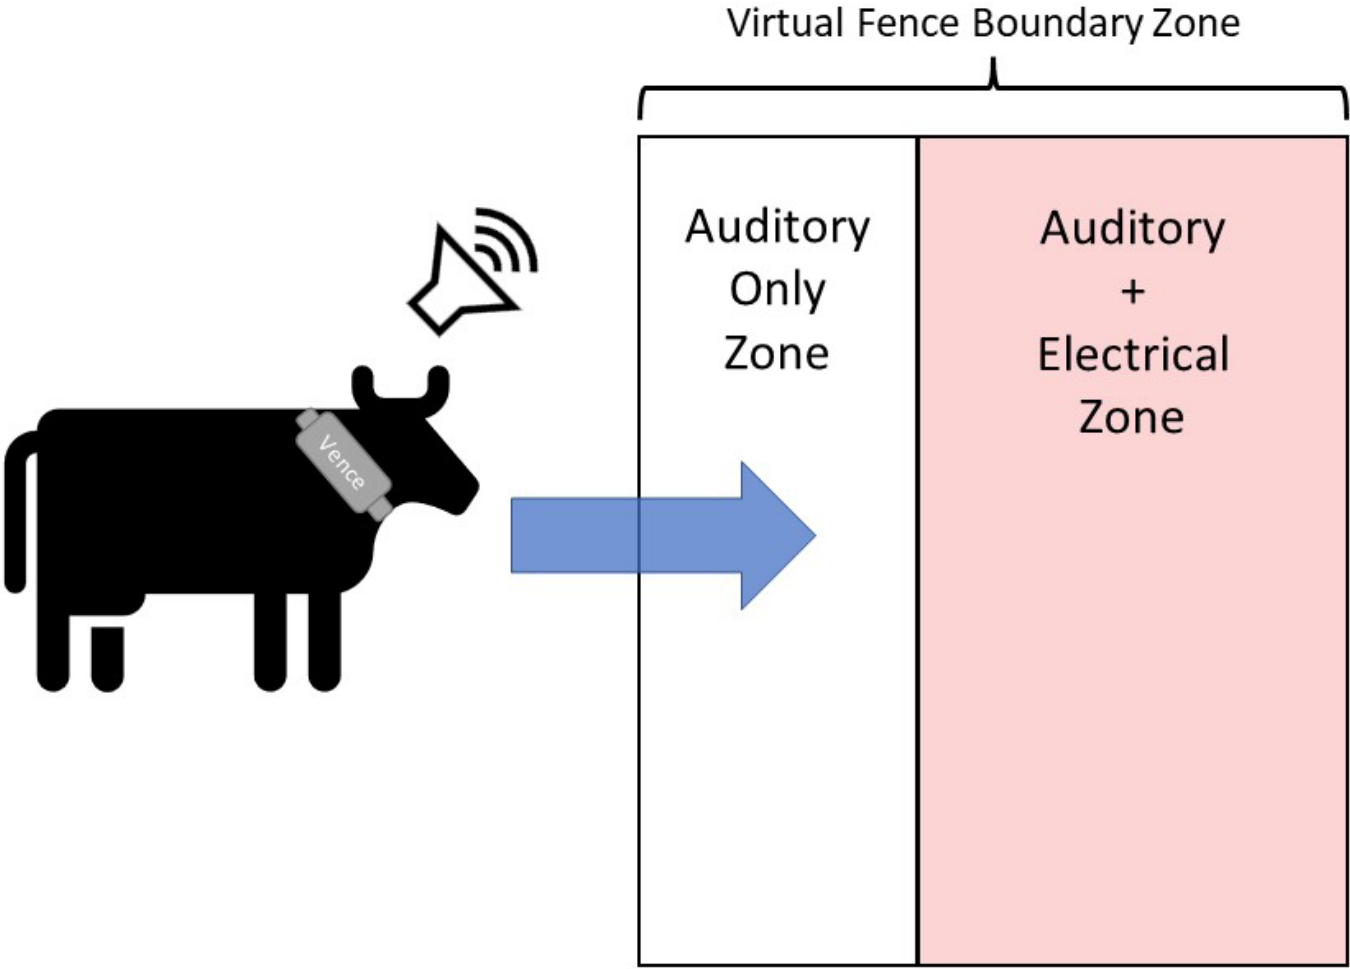 Virtual Fence Boundary Zone
Auditory
Only
Zone
Auditory
+
Electrical
Zone
Vence